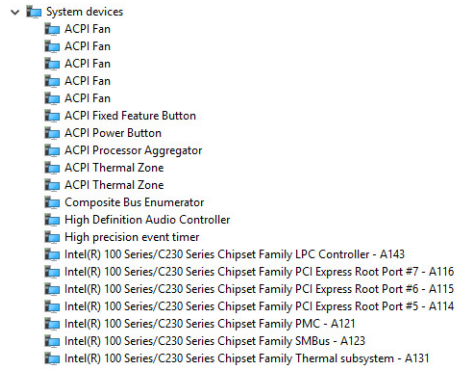 System devices
ACPI Fan
ACPI Fan
ACPI Fan
ACPI Fan
ACPI Fan
ACPI Fixed Feature Button
ACPI Power Button
ACPI Processor Aggregator
ACPI Thermal Zone
ACPI Thermal Zone
Composite Bus Enumerator
High Definition Audio Controller
High precision event timer
Intel(R) 100 Series/C230 Series Chipset Family LPC Controller - A143
Intel(R) 100 Series/C230 Series Chipset Family PCI Express Root Port #7 - A116
Intel(R) 100 Series/C230 Series Chipset Family PCI Express Root Port #6 - A115
Intel(R) 100 Series/C230 Series Chipset Family PCI Express Root Port #5 - A114
Intel(R) 100 Series/C230 Series Chipset Family PMC - A121
Intel(R) 100 Series/C230 Series Chipset Family SMBus - A123
Intel(R) 100 Series/C230 Series Chipset Family Thermal subsystem - A131